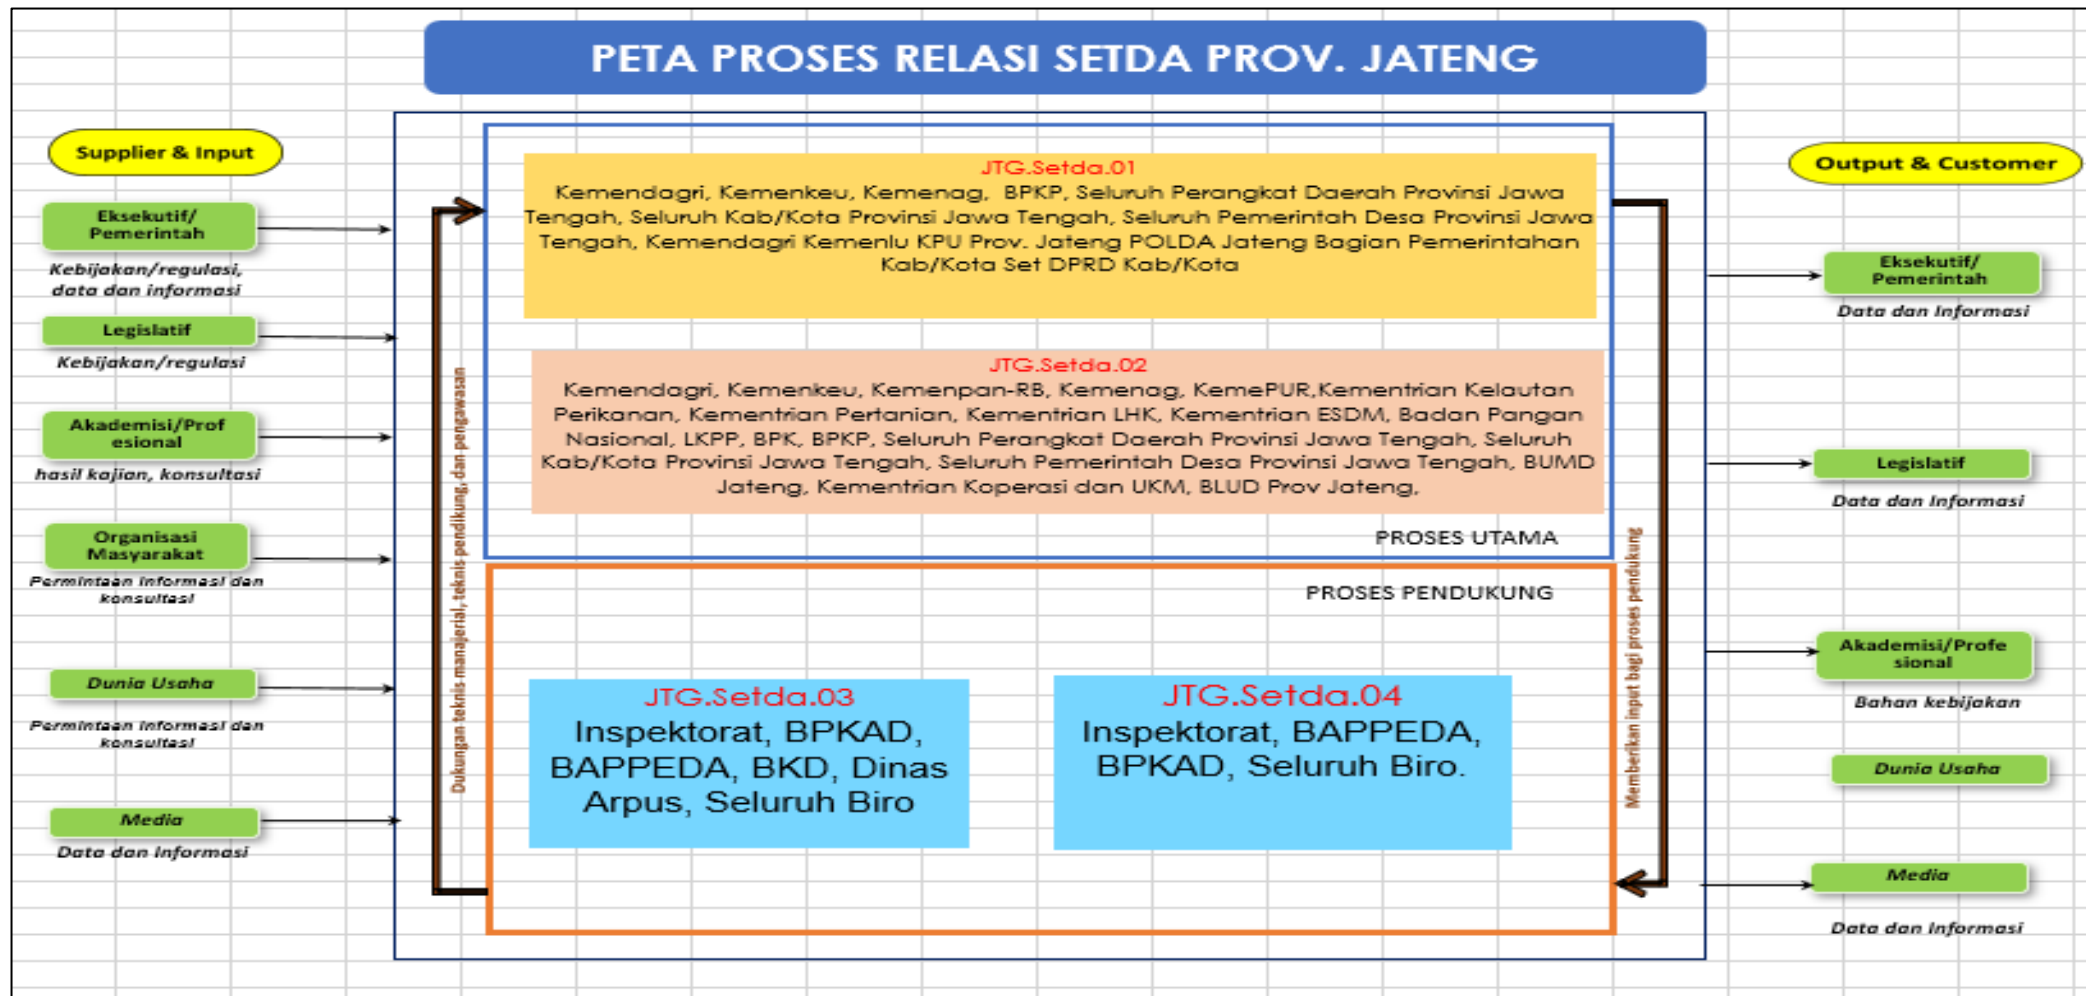 PETA PROSES RELASI SETDA PROV. JATENG
Supplier & Input
Eksekutif/
Pemerintah
Kebijakan/regulasi,
data dan informasi
Legislatif
Kebijakan/regulasi
Akademisi/Prof
esional
hasil kajian, konsultasi
Organisasi
Masyarakat
Permintaan informasi dan
konsultasi
Dunia Usaha
Permintaan informasi dan
konsultasi
Media
Data dan Informasi
Dukungan teknis manajerial, teknis pendikung, dan pengawasan
JTG.Setda.01
Kemendagri, Kemenkeu, Kemenag, BPKP, Seluruh Perangkat Daerah Provinsi Jawa
Tengah, Seluruh Kab/Kota Provinsi Jawa Tengah, Seluruh Pemerintah Desa Provinsi Jawa
Tengah, Kemendagri Kemenlu KPU Prov. Jateng POLDA Jateng Bagian Pemerintahan
Kab/Kota Set DPRD Kab/Kota
JTG.Setda.02
Kemendagri, Kemenkeu, Kemenpan-RB, Kemenag, KemePUR,Kementrian Kelautan
Perikanan, Kementrian Pertanian, Kementrian LHK, Kementrian ESDM, Badan Pangan
Nasional, LKPP, BPK, BPKP, Seluruh Perangkat Daerah Provinsi Jawa Tengah, Seluruh
Kab/Kota Provinsi Jawa Tengah, Seluruh Pemerintah Desa Provinsi Jawa Tengah, BUMD
Jateng, Kementrian Koperasi dan UKM, BLUD Prov Jateng,
PROSES UTAMA
PROSES PENDUKUNG
JTG.Setda.03
Inspektorat, BPKAD,
BAPPEDA, BKD, Dinas
Arpus, Seluruh Biro
JTG.Setda.04
Inspektorat, BAPPEDA,
BPKAD, Seluruh Biro.
Memberikan input bagi proses pendukung
Output & Customer
Eksekutif/
Pemerintah
Data dan Informasi
Legislatif
Data dan Informasi
Akademisi/Profe
sional
Bahan kebijakan
Dunia Usaha
Media
Data dan Informasi